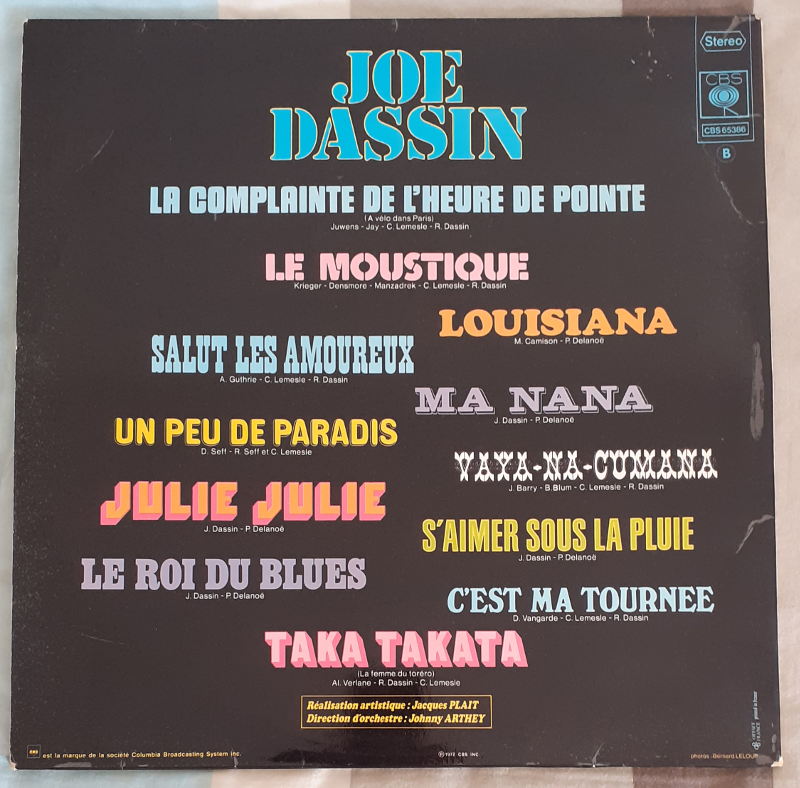 JOE
DASSIN
Stereo
CBS
CBS 65386
B
LA COMPLAINTE DE L'HEURE DE POINTE
(A vélo dans Paris)
Juwens - Jay - C. Lemesle - R. Dassin
LE MOUSTIQUE
Krieger - Densmore - Manzadrek - C. Lemesle - R. Dassin
LOUISIANA
M. Camison - P. Delanoë
SALUT LES AMOUREUX
A. Guthrie - C. Lemesle - R. Dassin
MA NANA
J. Dassin - P. Delanoë
UN PEU DE PARADIS
D. Seff - R. Seff et C. Lemesle
VAYA-NA-CUMANA
J. Barry - B. Blum - C. Lemesle - R. Dassin
JULIE JULIE
J. Dassin - P. Delanoë
S'AIMER SOUS LA PLUIE
J. Dassin - P. Delanoë
LE ROI DU BLUES
J. Dassin - P. Delanoë
C'EST MA TOURNEE
D. Vangarde - C. Lemesle - R. Dassin
TAKA TAKATA
(La femme du toréro)
Al. Verlane - R. Dassin - C. Lemesle
Réalisation artistique : Jacques PLAIT
Direction d'orchestre : Johnny ARTHEY
est la marque de la société Columbia Broadcasting System Inc.
℗ 1972 CBS INC
photos : Bernard LELOUP